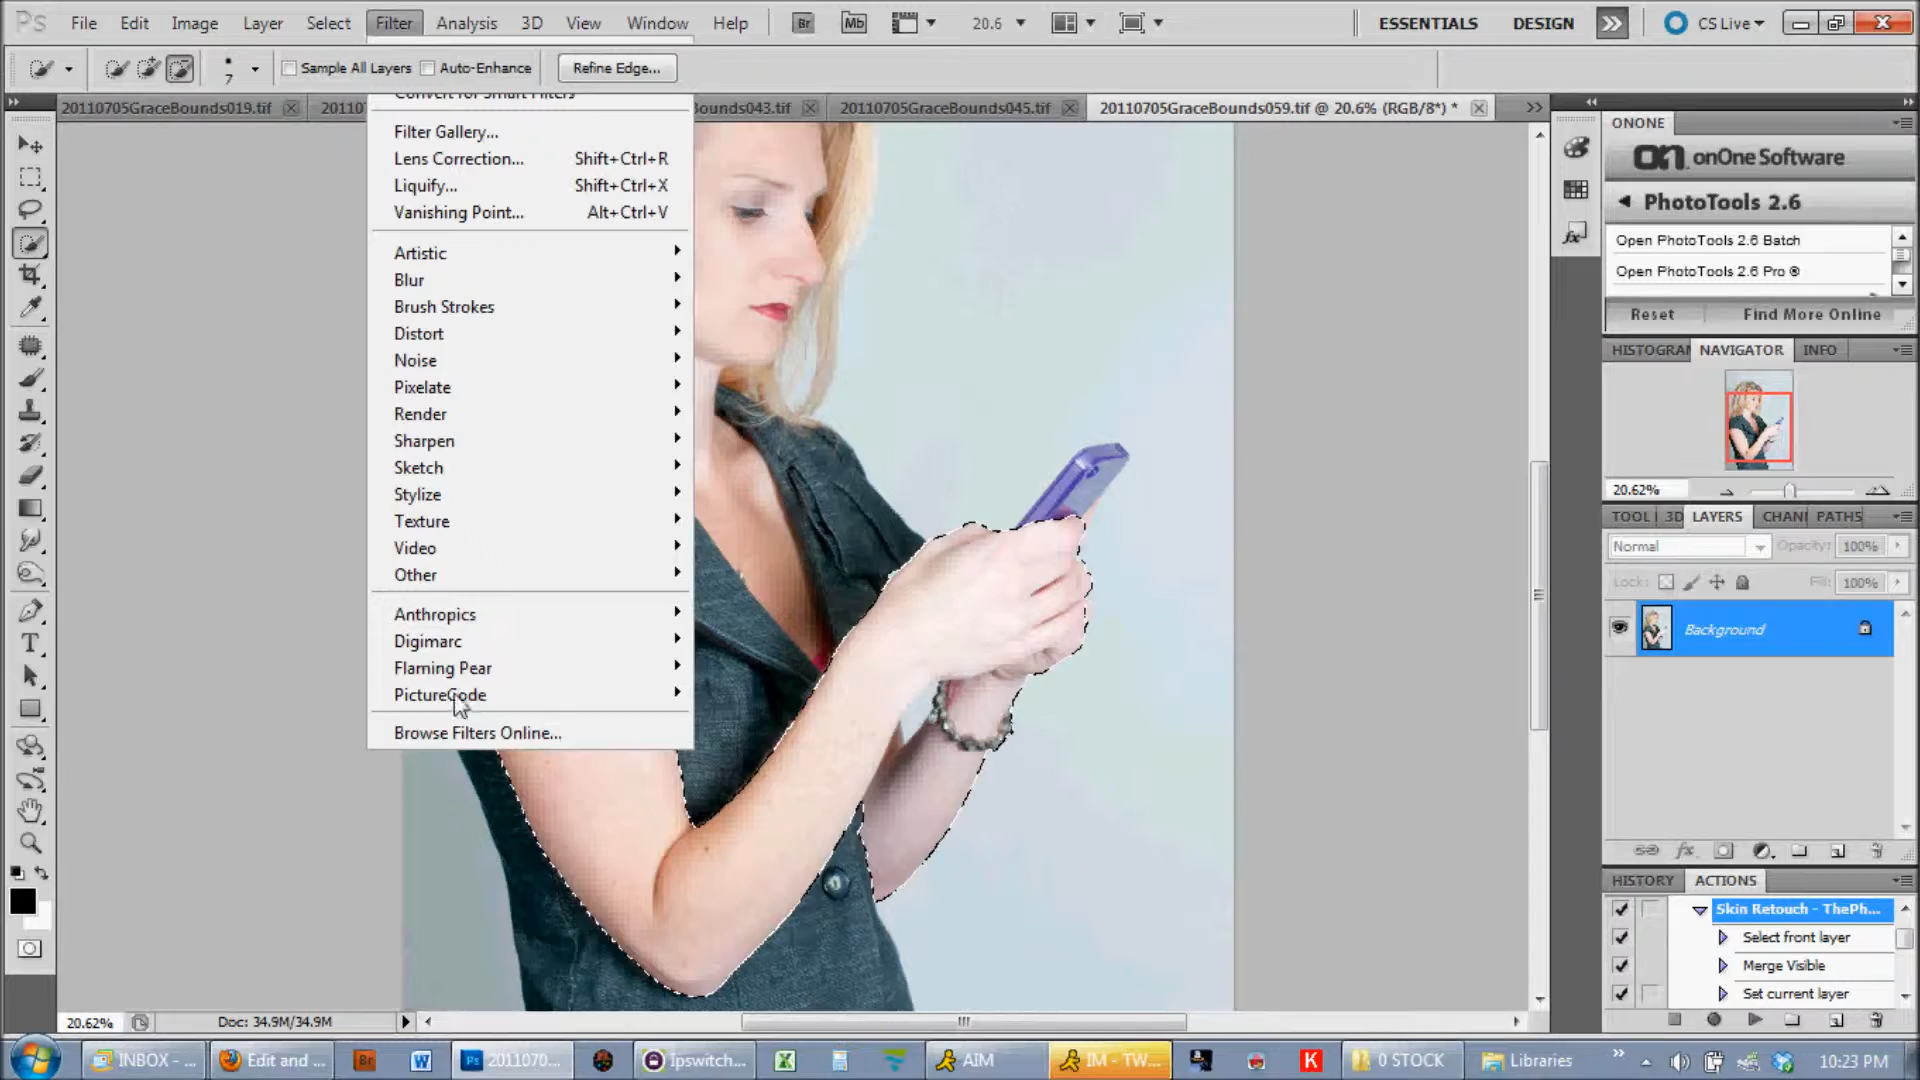 Ps File Edit Image Layer Select Filter Analysis 3D View Window Help Br Mb 20.6 ESSENTIALS DESIGN CS Live
7 Sample All Layers Auto-Enhance Refine Edge...
20110705GraceBounds019.tif 201107 Bounds043.tif 20110705GraceBounds045.tif 20110705GraceBounds059.tif @ 20.6% (RGB/8*) *
Convert for Smart Filters
Filter Gallery...
Lens Correction... Shift+Ctrl+R
Liquify... Shift+Ctrl+X
Vanishing Point... Alt+Ctrl+V
Artistic
Blur
Brush Strokes
Distort
Noise
Pixelate
Render
Sharpen
Sketch
Stylize
Texture
Video
Other
Anthropics
Digimarc
Flaming Pear
PictureCode
Browse Filters Online...
ONONE
on onOne Software
PhotoTools 2.6
Open PhotoTools 2.6 Batch
Open PhotoTools 2.6 Pro ®
Reset Find More Online
HISTOGRAM NAVIGATOR INFO
20.62%
TOOL 3D LAYERS CHANI PATHS
Normal Opacity: 100%
Lock: Fill: 100%
fx
T
Background
fx
HISTORY ACTIONS
Skin Retouch - ThePh...
Select front layer
Merge Visible
Set current layer
20.62% Doc: 34.9M/34.9M
INBOX - ... Edit and ... Br W Ps 2011070... Ipswitch... X AIM IM - TW... K 0 STOCK Libraries 10:23 PM